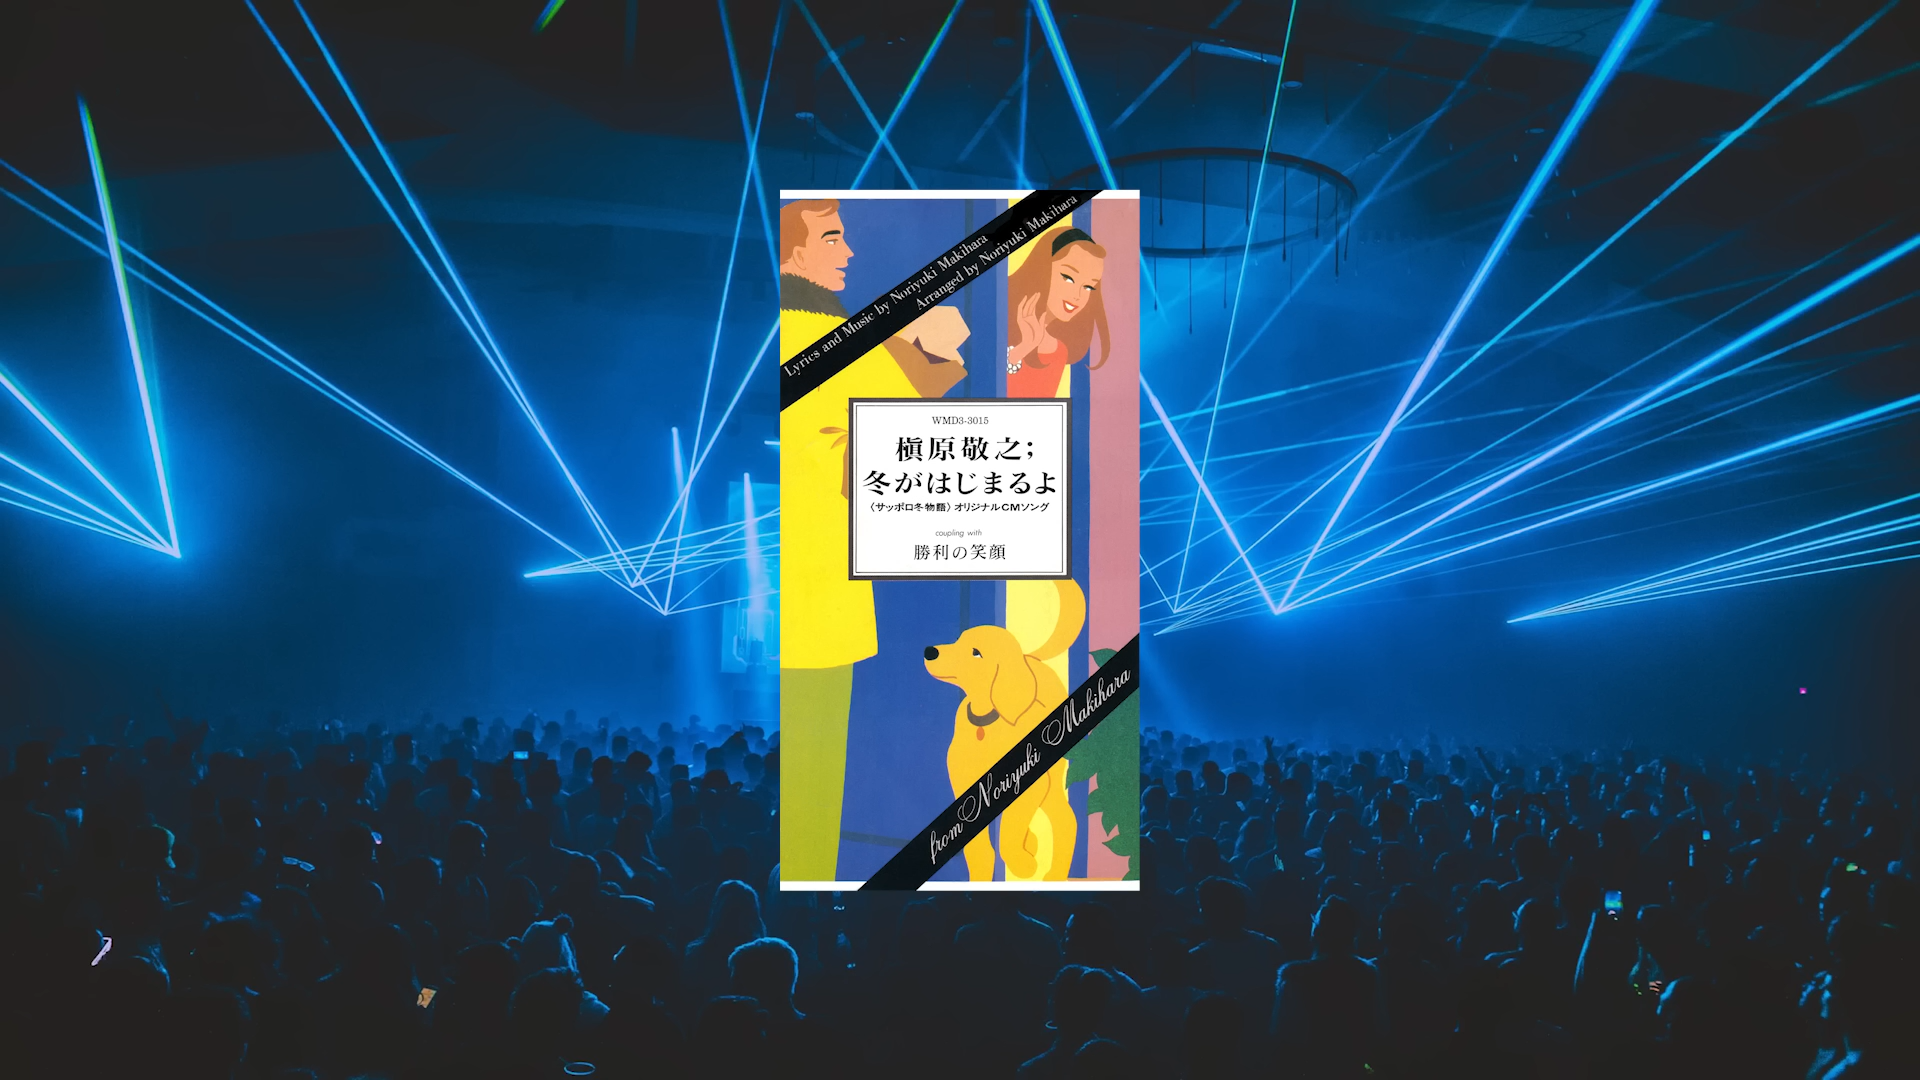 Lyrics and Music by Noriyuki Makihara
Arranged by Noriyuki Makihara
WMD3-3015
槇原敬之;
冬がはじまるよ
〈サッポロ冬物語〉オリジナルCMソング
coupling with
勝利の笑顔
from Noriyuki Makihara